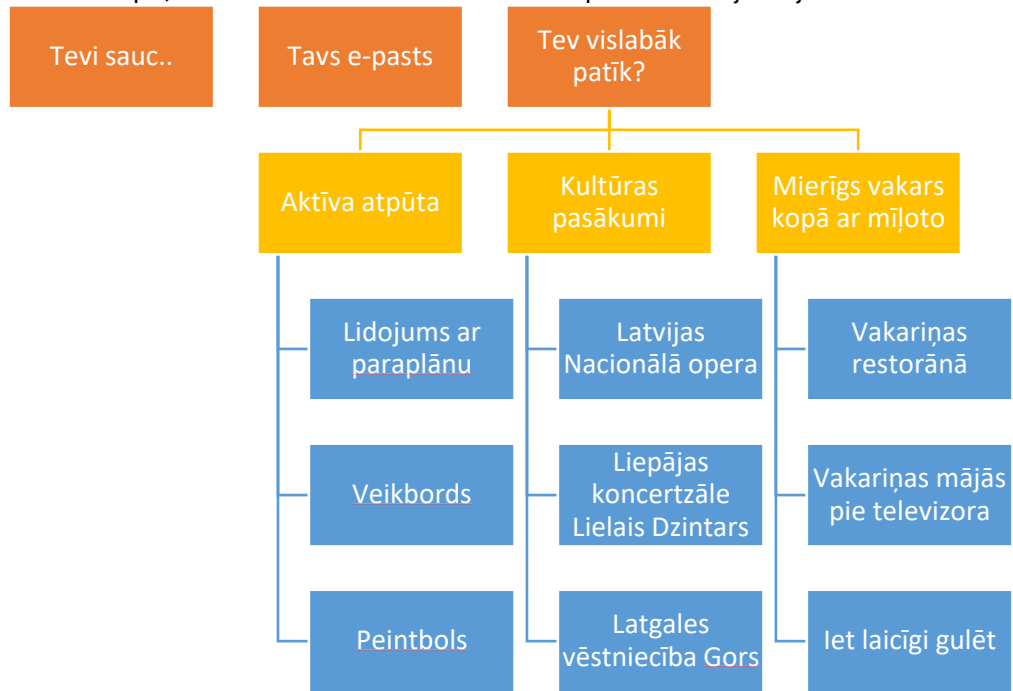 Tevi sauc..
Tavs e-pasts
Tev vislabāk
patīk?
Aktīva atpūta
Kultūras
pasākumi
Mierīgs vakars
kopā ar mīļoto
Lidojums ar
paraplānu
Latvijas
Nacionālā opera
Vakariņas
restorānā
Veikbords
Liepājas
koncertzāle
Lielais Dzintars
Vakariņas mājās
pie televizora
Peintbols
Latgales
vēstniecība Gors
Iet laicīgi gulēt